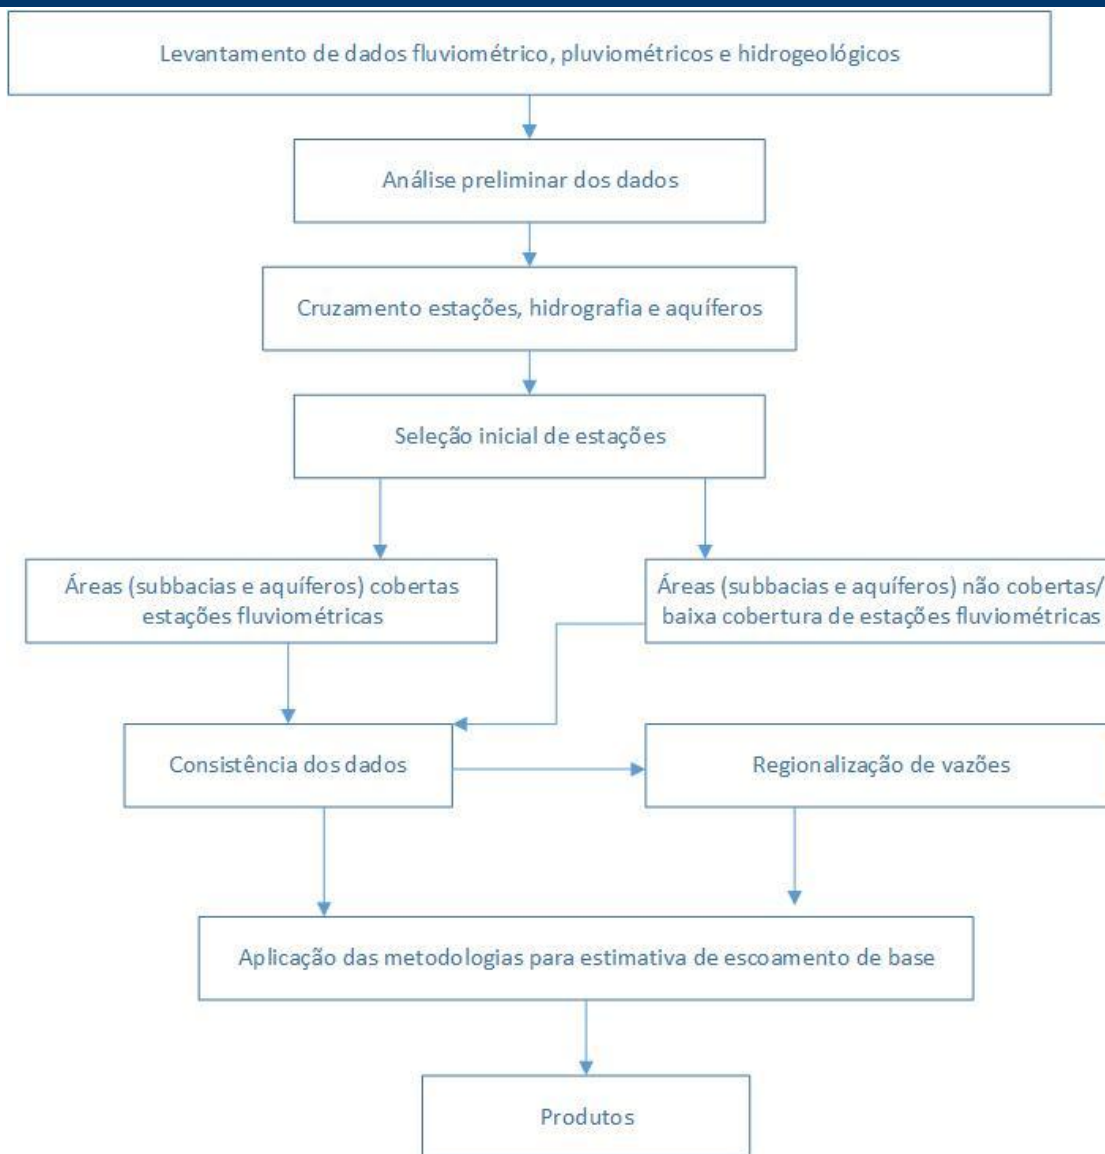 Levantamento de dados fluviométrico, pluviométricos e hidrogeológicos
Análise preliminar dos dados
Cruzamento estações, hidrografia e aquíferos
Seleção inicial de estações
Áreas (subbacias e aquíferos) cobertas
estações fluviométricas
Áreas (subbacias e aquíferos) não cobertas/
baixa cobertura de estações fluviométricas
Consistência dos dados
Regionalização de vazões
Aplicação das metodologias para estimativa de escoamento de base
Produtos